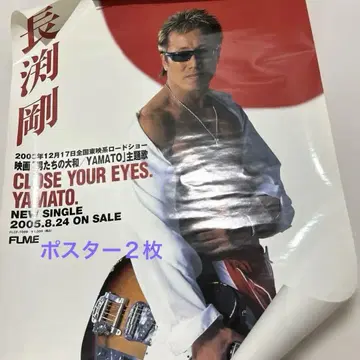 長渕剛
2005年12月17日全国東映系ロードショー
映画「男たちの大和/YAMATO」主題歌
CLOSE YOUR EYES.
YAMATO.
NEW SINGLE
2005.8.24 ON SALE
FLME
ポスター2枚